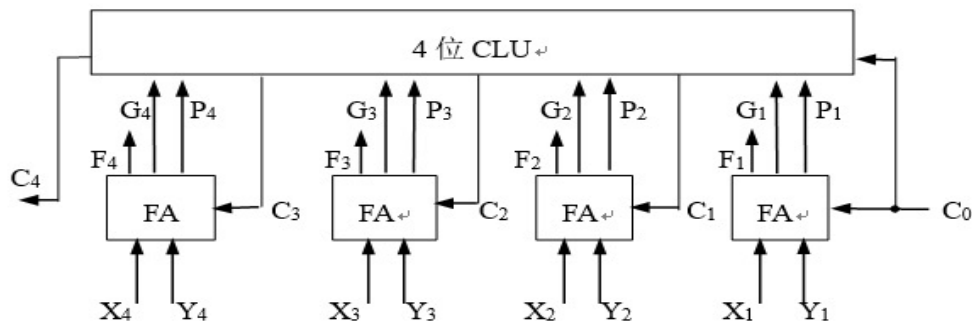 4 位 CLU↵
G₄ P₄ G₃ P₃ G₂ P₂ G₁ P₁
F₄ F₃ F₂ F₁
C₄
FA C₃ FA↵ C₂ FA↵ C₁ FA↵ C₀
X₄ Y₄ X₃ Y₃ X₂ Y₂ X₁ Y₁